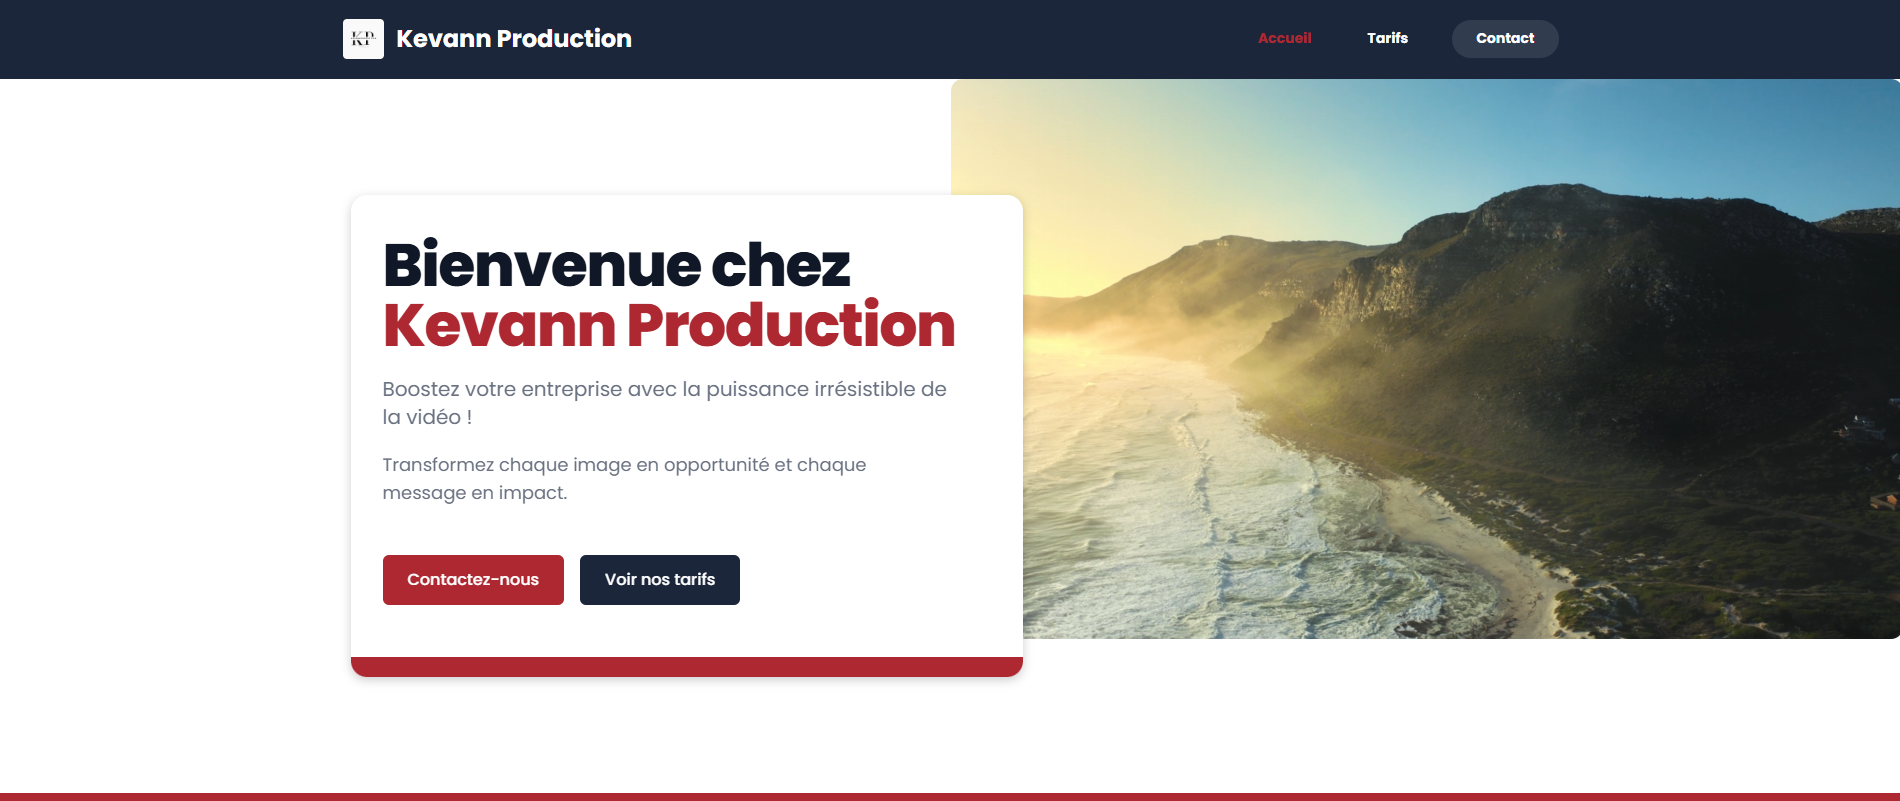 KP
Kevann Production
Accueil
Tarifs
Contact
Bienvenue chez
Kevann Production
Boostez votre entreprise avec la puissance irrésistible de
la vidéo !
Transformez chaque image en opportunité et chaque
message en impact.
Contactez-nous
Voir nos tarifs